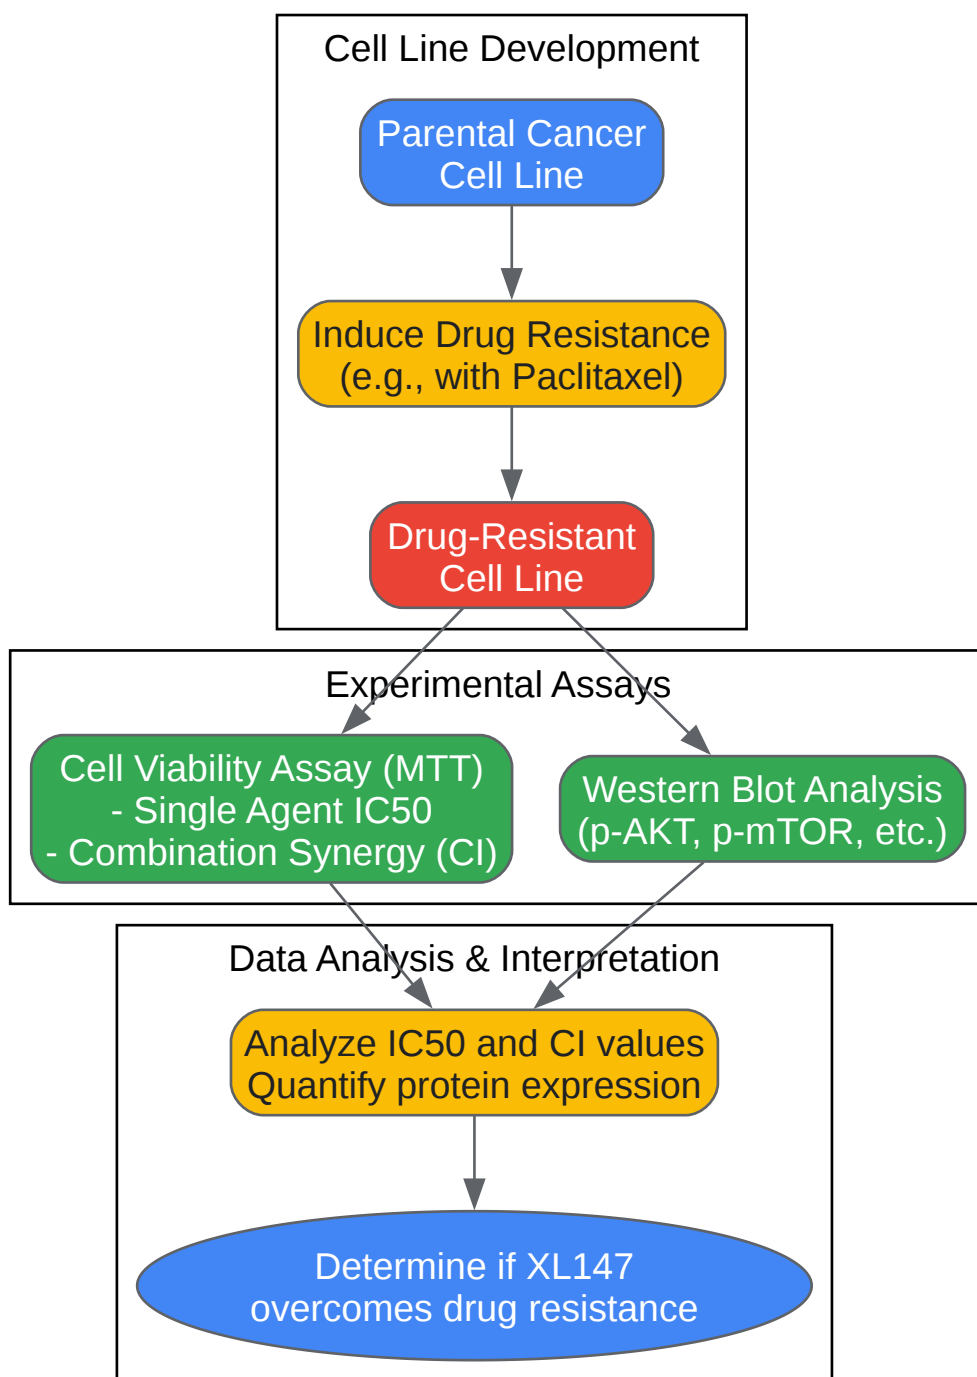 Cell Line Development
Parental Cancer
Cell Line
Induce Drug Resistance
(e.g., with Paclitaxel)
Drug-Resistant
Cell Line
Experimental Assays
Cell Viability Assay (MTT)
- Single Agent IC50
- Combination Synergy (CI)
Western Blot Analysis
(p-AKT, p-mTOR, etc.)
Data Analysis & Interpretation
Analyze IC50 and CI values
Quantify protein expression
Determine if XL147
overcomes drug resistance